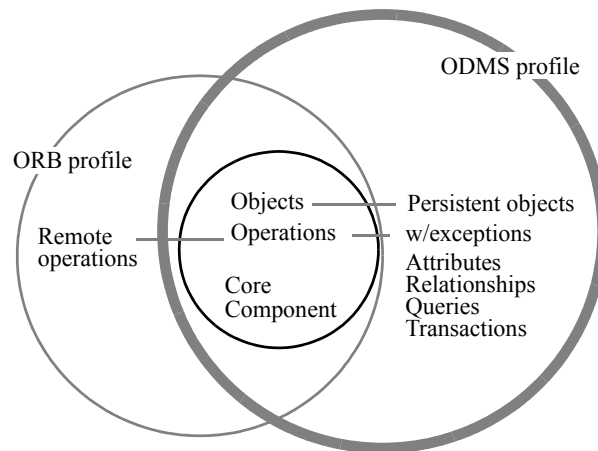 ODMS profile
ORB profile
Objects
Persistent objects
Remote
operations
Operations
w/exceptions
Core
Component
Attributes
Relationships
Queries
Transactions